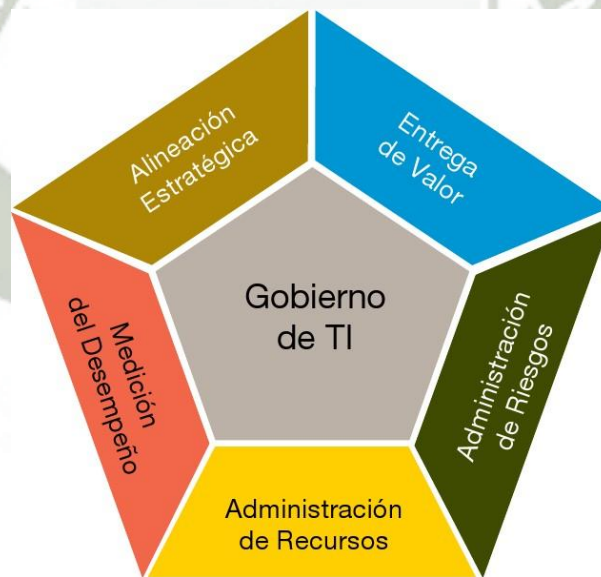 Alineación
Estratégica
Entrega
de Valor
Gobierno
de TI
Medición
del Desempeño
Administración
de Riesgos
Administración
de Recursos